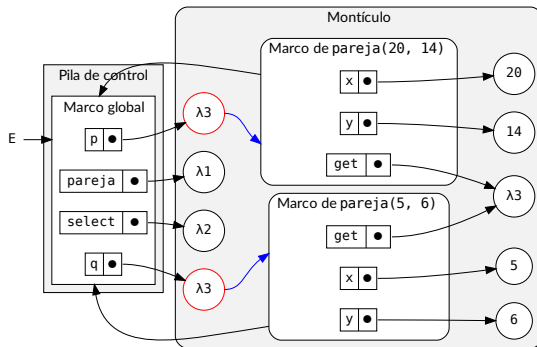 Montículo
Pila de control
Marco global
E
p
pareja
select
q
λ3
λ1
λ2
λ3
Marco de pareja(20, 14)
x
y
get
Marco de pareja(5, 6)
get
x
y
20
14
λ3
5
6